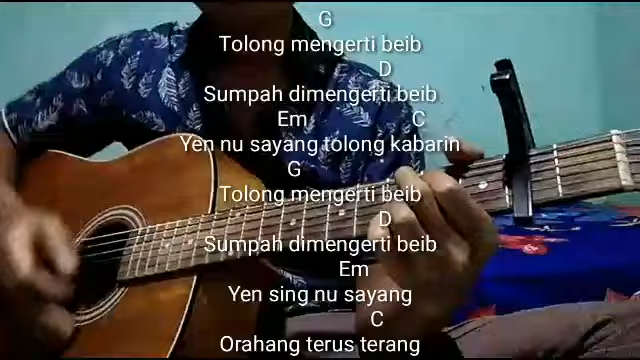 G
Tolong mengerti beib
D
Sumpah dimengerti beib
Em C
Yen nu sayang tolong kabarin
G
Tolong mengerti beib
D
Sumpah dimengerti beib
Em
Yen sing nu sayang
C
Orahang terus terang